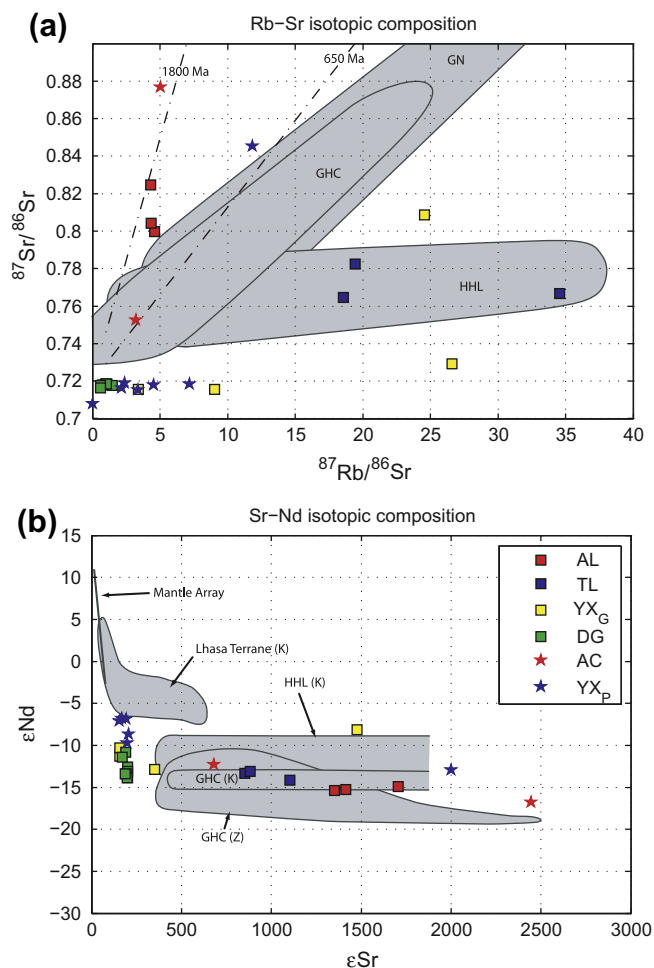 (a)
Rb−Sr isotopic composition
0.88
0.86
0.84
0.82
0.8
0.78
0.76
0.74
0.72
0.7
87Sr/86Sr
1800 Ma
650 Ma
GN
GHC
HHL
0 5 10 15 20 25 30 35 40
87Rb/86Sr
(b)
Sr−Nd isotopic composition
15
10
5
0
−5
−10
−15
−20
−25
−30
εNd
Mantle Array
Lhasa Terrane (K)
HHL (K)
GHC (K)
GHC (Z)
AL
TL
YXG
DG
AC
YXP
0 500 1000 1500 2000 2500 3000
εSr